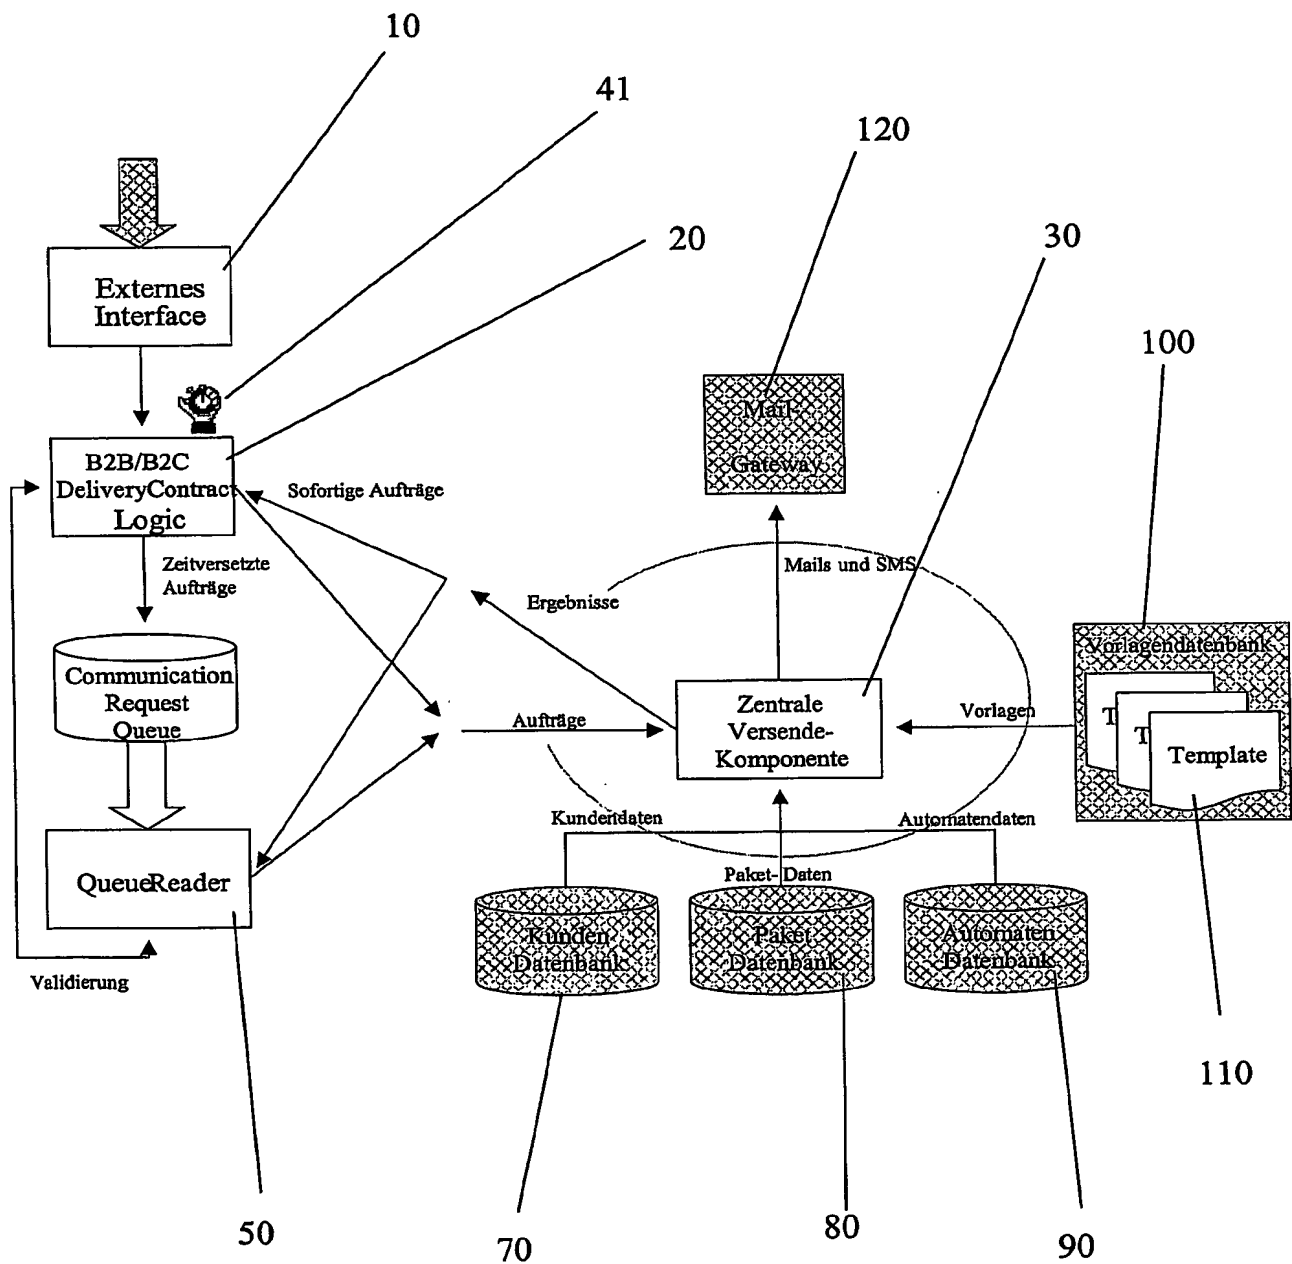 10
41
120
20
30
100
Externes
Interface
B2B/B2C
DeliveryContract
Logic
Sofortige Aufträge
Mail-
Gateway
Zeitversetzte
Aufträge
Mails und SMS
Ergebnisse
Communication
Request
Queue
Vorlagendatenbank
T
T
Template
Aufträge
Zentrale
Versende-
Komponente
Vorlagen
Kundendaten
Automatendaten
Paket- Daten
QueueReader
Kunden
Datenbank
Paket
Datenbank
Automaten
Datenbank
Validierung
110
50
70
80
90